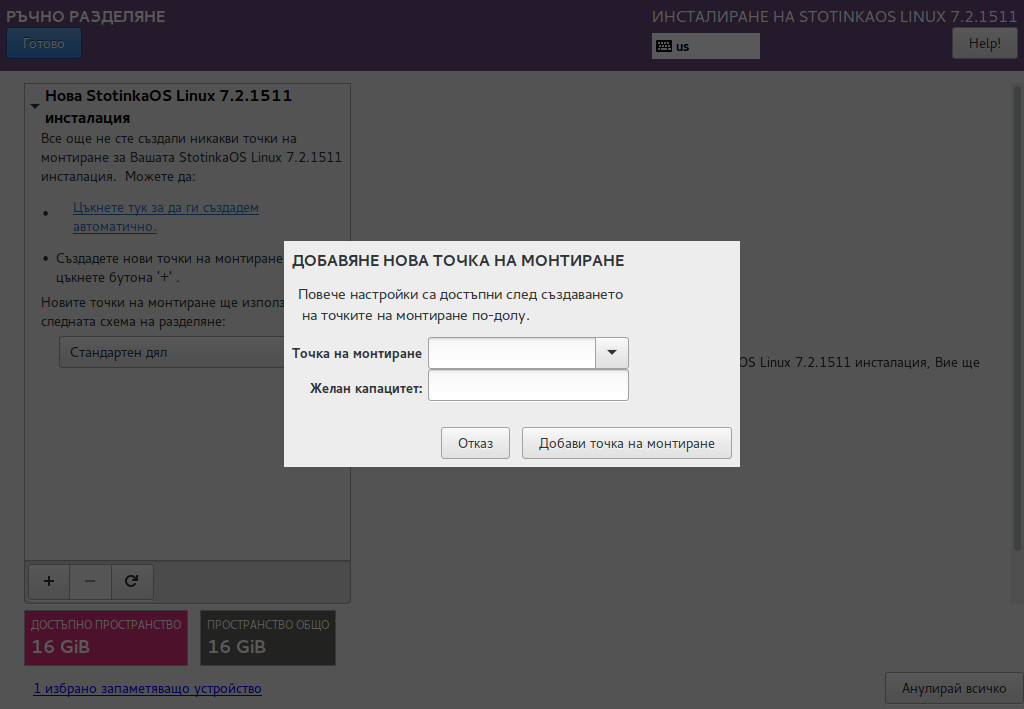 РЪЧНО РАЗДЕЛЯНЕ
ИНСТАЛИРАНЕ НА STOTINKAOS LINUX 7.2.1511
Готово
us
Help!
Нова StotinkaOS Linux 7.2.1511
инсталация
Все още не сте създали никакви точки на
монтиране за Вашата StotinkaOS Linux 7.2.1511
инсталация.  Можете да:
• Цъкнете тук за да ги създадем
автоматично.
• Създадете нови точки на монтиране
цъкнете бутона '+' .
Новите точки на монтиране ще използ
следната схема на разделяне:
Стандартен дял
ДОБАВЯНЕ НОВА ТОЧКА НА МОНТИРАНЕ
Повече настройки са достъпни след създаването
на точките на монтиране по-долу.
Точка на монтиране
Желан капацитет:
Отказ
Добави точка на монтиране
OS Linux 7.2.1511 инсталация, Вие ще
+ −
ДОСТЪПНО ПРОСТРАНСТВО
16 GiB
ПРОСТРАНСТВО ОБЩО
16 GiB
1 избрано запаметяващо устройство
Анулирай всичко